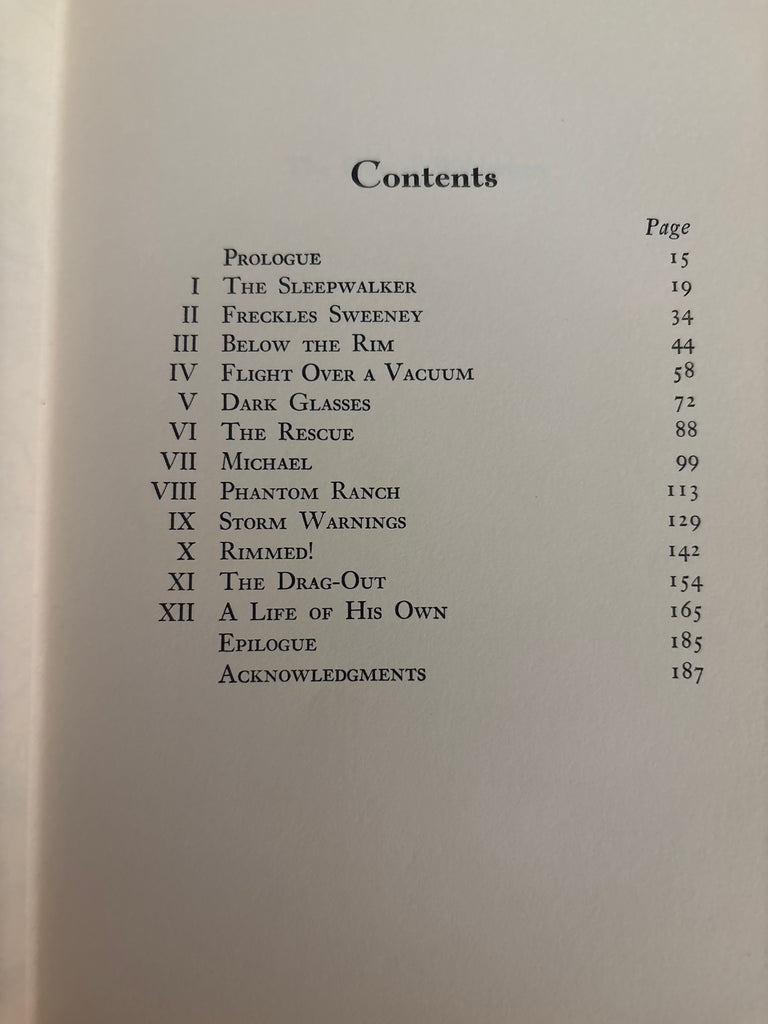 Contents
Page
Prologue 15
I The Sleepwalker 19
II Freckles Sweeney 34
III Below the Rim 44
IV Flight Over a Vacuum 58
V Dark Glasses 72
VI The Rescue 88
VII Michael 99
VIII Phantom Ranch 113
IX Storm Warnings 129
X Rimmed! 142
XI The Drag-Out 154
XII A Life of His Own 165
Epilogue 185
Acknowledgments 187